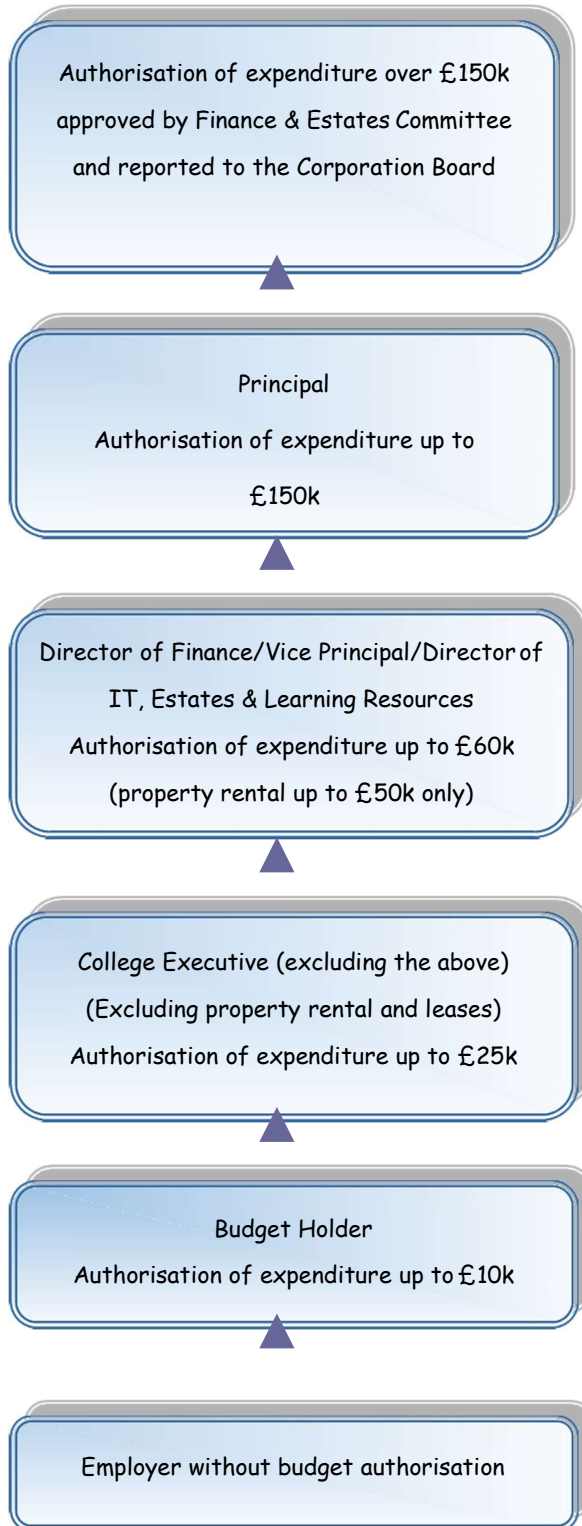 Authorisation of expenditure over £150k
approved by Finance & Estates Committee
and reported to the Corporation Board
Principal
Authorisation of expenditure up to
£150k
Director of Finance/Vice Principal/Director of
IT, Estates & Learning Resources
Authorisation of expenditure up to £60k
(property rental up to £50k only)
College Executive (excluding the above)
(Excluding property rental and leases)
Authorisation of expenditure up to £25k
Budget Holder
Authorisation of expenditure up to £10k
Employer without budget authorisation